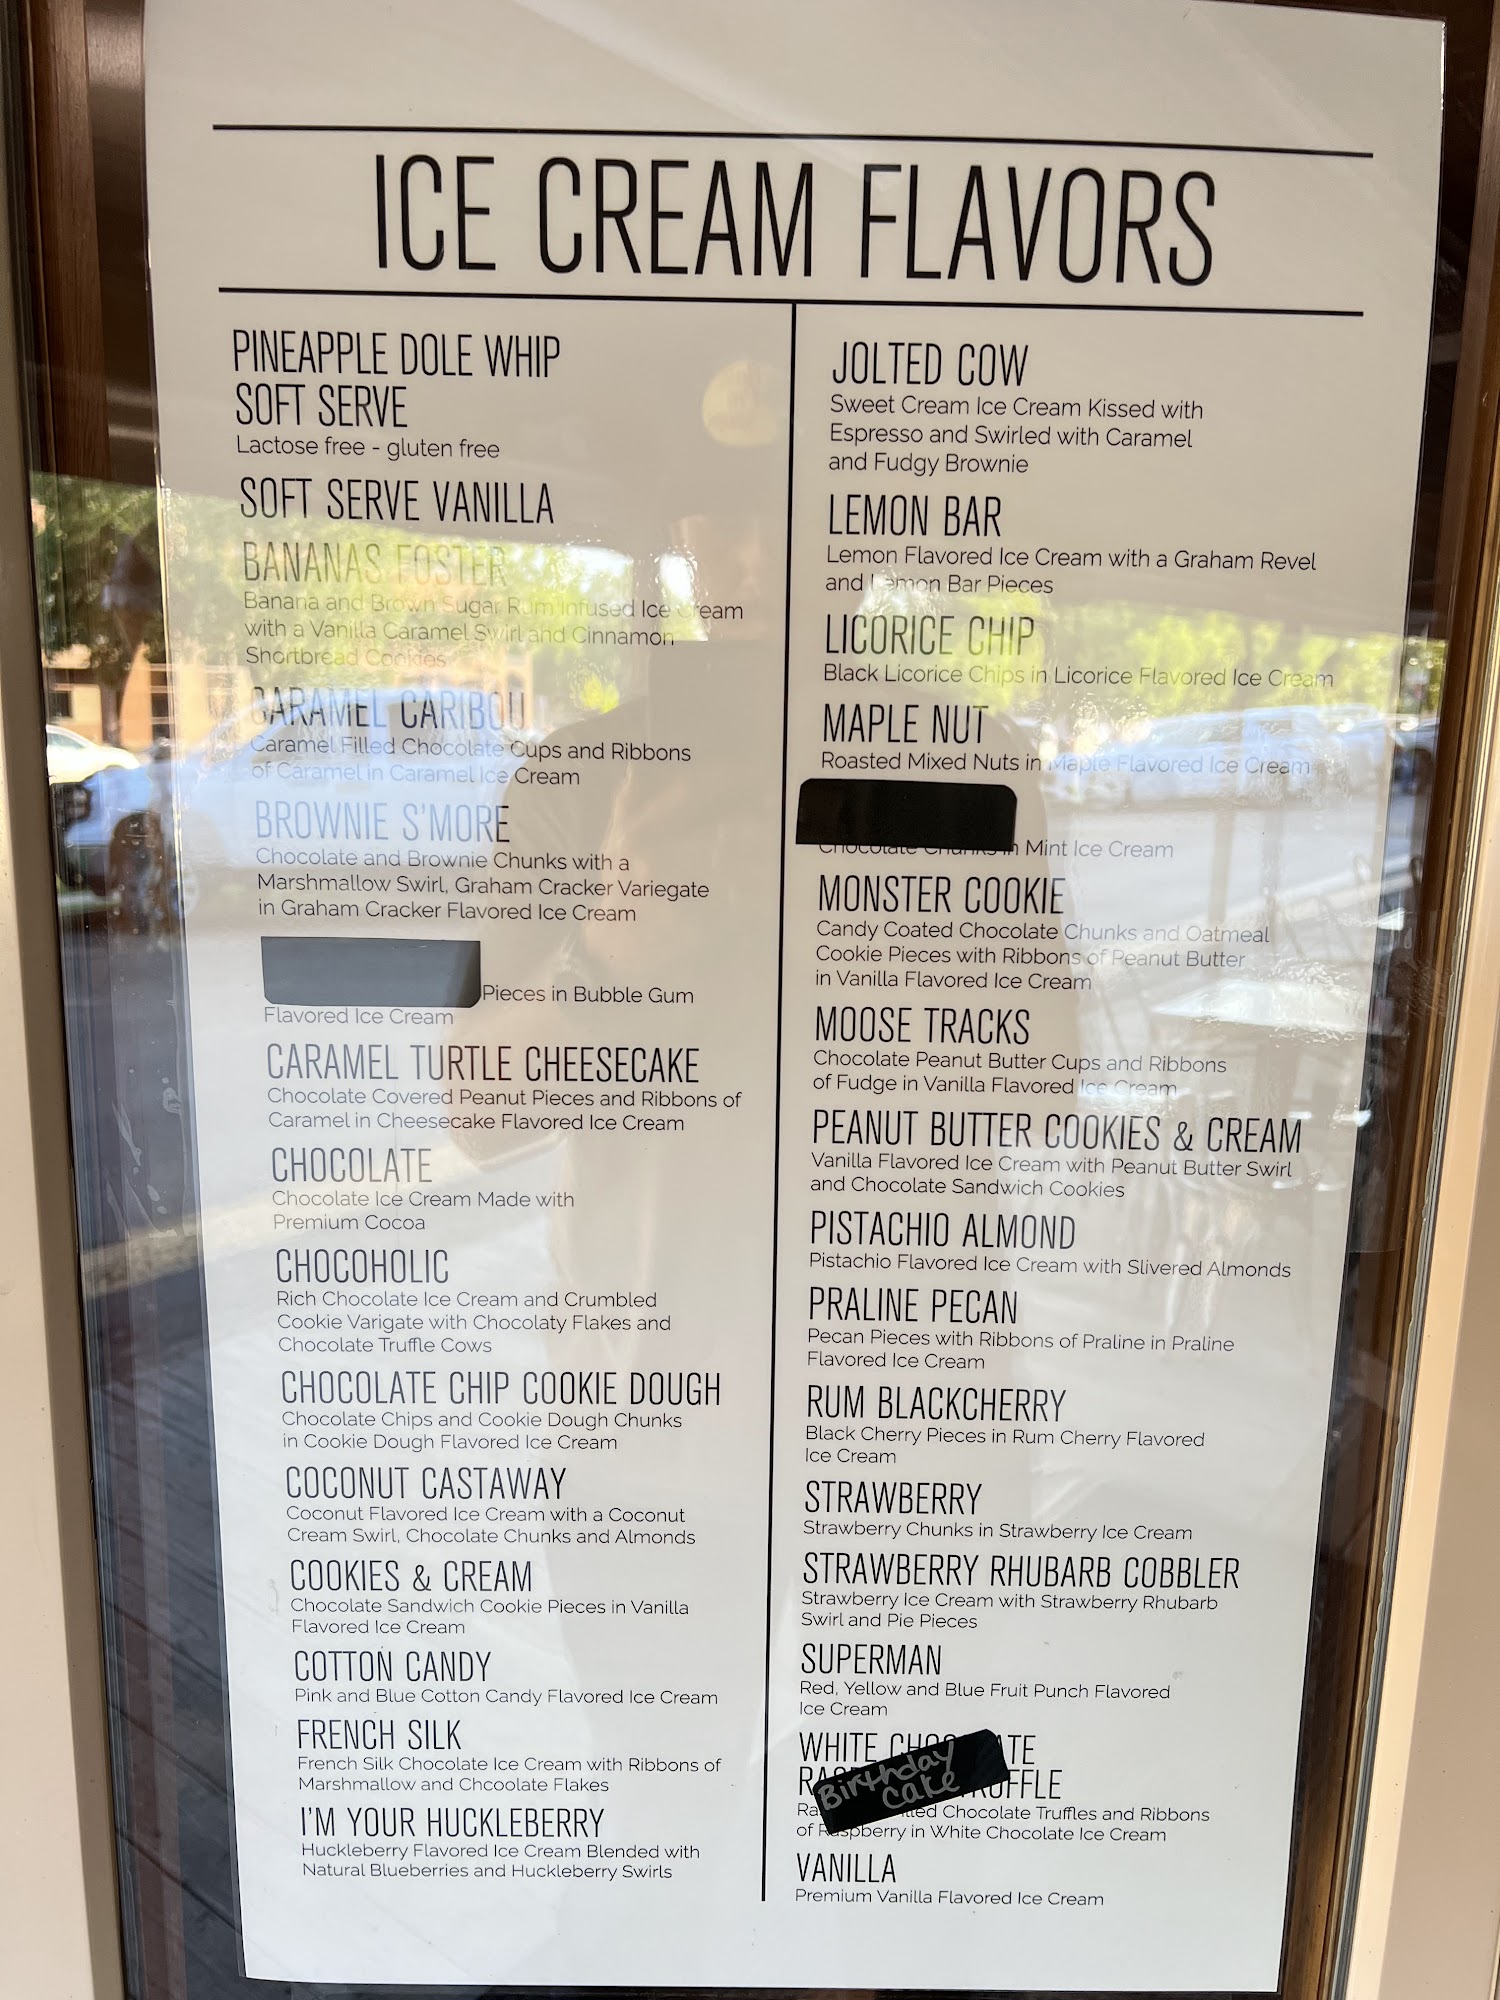 ICE CREAM FLAVORS
PINEAPPLE DOLE WHIP
SOFT SERVE
Lactose free - gluten free
SOFT SERVE VANILLA
BANANAS FOSTER
Banana and Brown Sugar Rum Infused Ice Cream
with a Vanilla Caramel Swirl and Cinnamon
Shortbread Cookies
CARAMEL CARIBOU
Caramel Filled Chocolate Cups and Ribbons
of Caramel in Caramel Ice Cream
BROWNIE S'MORE
Chocolate and Brownie Chunks with a
Marshmallow Swirl, Graham Cracker Variegate
in Graham Cracker Flavored Ice Cream
Pieces in Bubble Gum
Flavored Ice Cream
CARAMEL TURTLE CHEESECAKE
Chocolate Covered Peanut Pieces and Ribbons of
Caramel in Cheesecake Flavored Ice Cream
CHOCOLATE
Chocolate Ice Cream Made with
Premium Cocoa
CHOCOHOLIC
Rich Chocolate Ice Cream and Crumbled
Cookie Varigate with Chocolaty Flakes and
Chocolate Truffle Cows
CHOCOLATE CHIP COOKIE DOUGH
Chocolate Chips and Cookie Dough Chunks
in Cookie Dough Flavored Ice Cream
COCONUT CASTAWAY
Coconut Flavored Ice Cream with a Coconut
Cream Swirl, Chocolate Chunks and Almonds
COOKIES & CREAM
Chocolate Sandwich Cookie Pieces in Vanilla
Flavored Ice Cream
COTTON CANDY
Pink and Blue Cotton Candy Flavored Ice Cream
FRENCH SILK
French Silk Chocolate Ice Cream with Ribbons of
Marshmallow and Chcoolate Flakes
I'M YOUR HUCKLEBERRY
Huckleberry Flavored Ice Cream Blended with
Natural Blueberries and Huckleberry Swirls
JOLTED COW
Sweet Cream Ice Cream Kissed with
Espresso and Swirled with Caramel
and Fudgy Brownie
LEMON BAR
Lemon Flavored Ice Cream with a Graham Revel
and Lemon Bar Pieces
LICORICE CHIP
Black Licorice Chips in Licorice Flavored Ice Cream
MAPLE NUT
Roasted Mixed Nuts in Maple Flavored Ice Cream
Chocolate Chunks in Mint Ice Cream
MONSTER COOKIE
Candy Coated Chocolate Chunks and Oatmeal
Cookie Pieces with Ribbons of Peanut Butter
in Vanilla Flavored Ice Cream
MOOSE TRACKS
Chocolate Peanut Butter Cups and Ribbons
of Fudge in Vanilla Flavored Ice Cream
PEANUT BUTTER COOKIES & CREAM
Vanilla Flavored Ice Cream with Peanut Butter Swirl
and Chocolate Sandwich Cookies
PISTACHIO ALMOND
Pistachio Flavored Ice Cream with Slivered Almonds
PRALINE PECAN
Pecan Pieces with Ribbons of Praline in Praline
Flavored Ice Cream
RUM BLACKCHERRY
Black Cherry Pieces in Rum Cherry Flavored
Ice Cream
STRAWBERRY
Strawberry Chunks in Strawberry Ice Cream
STRAWBERRY RHUBARB COBBLER
Strawberry Ice Cream with Strawberry Rhubarb
Swirl and Pie Pieces
SUPERMAN
Red, Yellow and Blue Fruit Punch Flavored
Ice Cream
WHITE
Birthday
Cake
Chocolate Truffles and Ribbons
of Raspberry in White Chocolate Ice Cream
VANILLA
Premium Vanilla Flavored Ice Cream